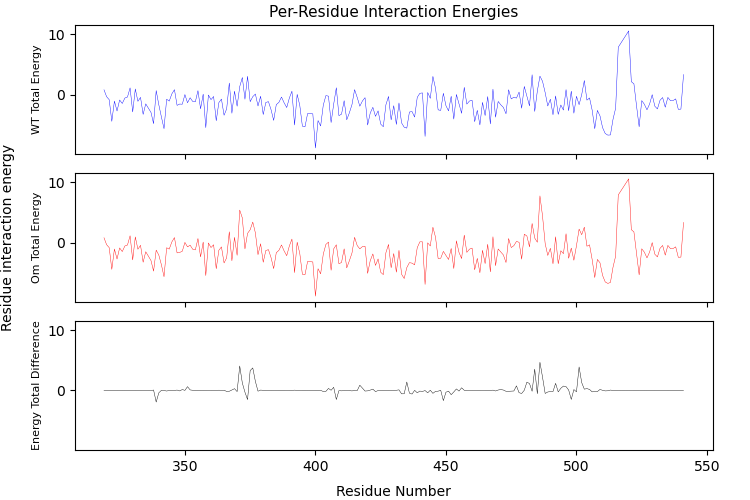 Per-Residue Interaction Energies
Residue interaction energy
WT Total Energy
10
0
Om Total Energy
10
0
Energy Total Difference
10
0
350 400 450 500 550
Residue Number